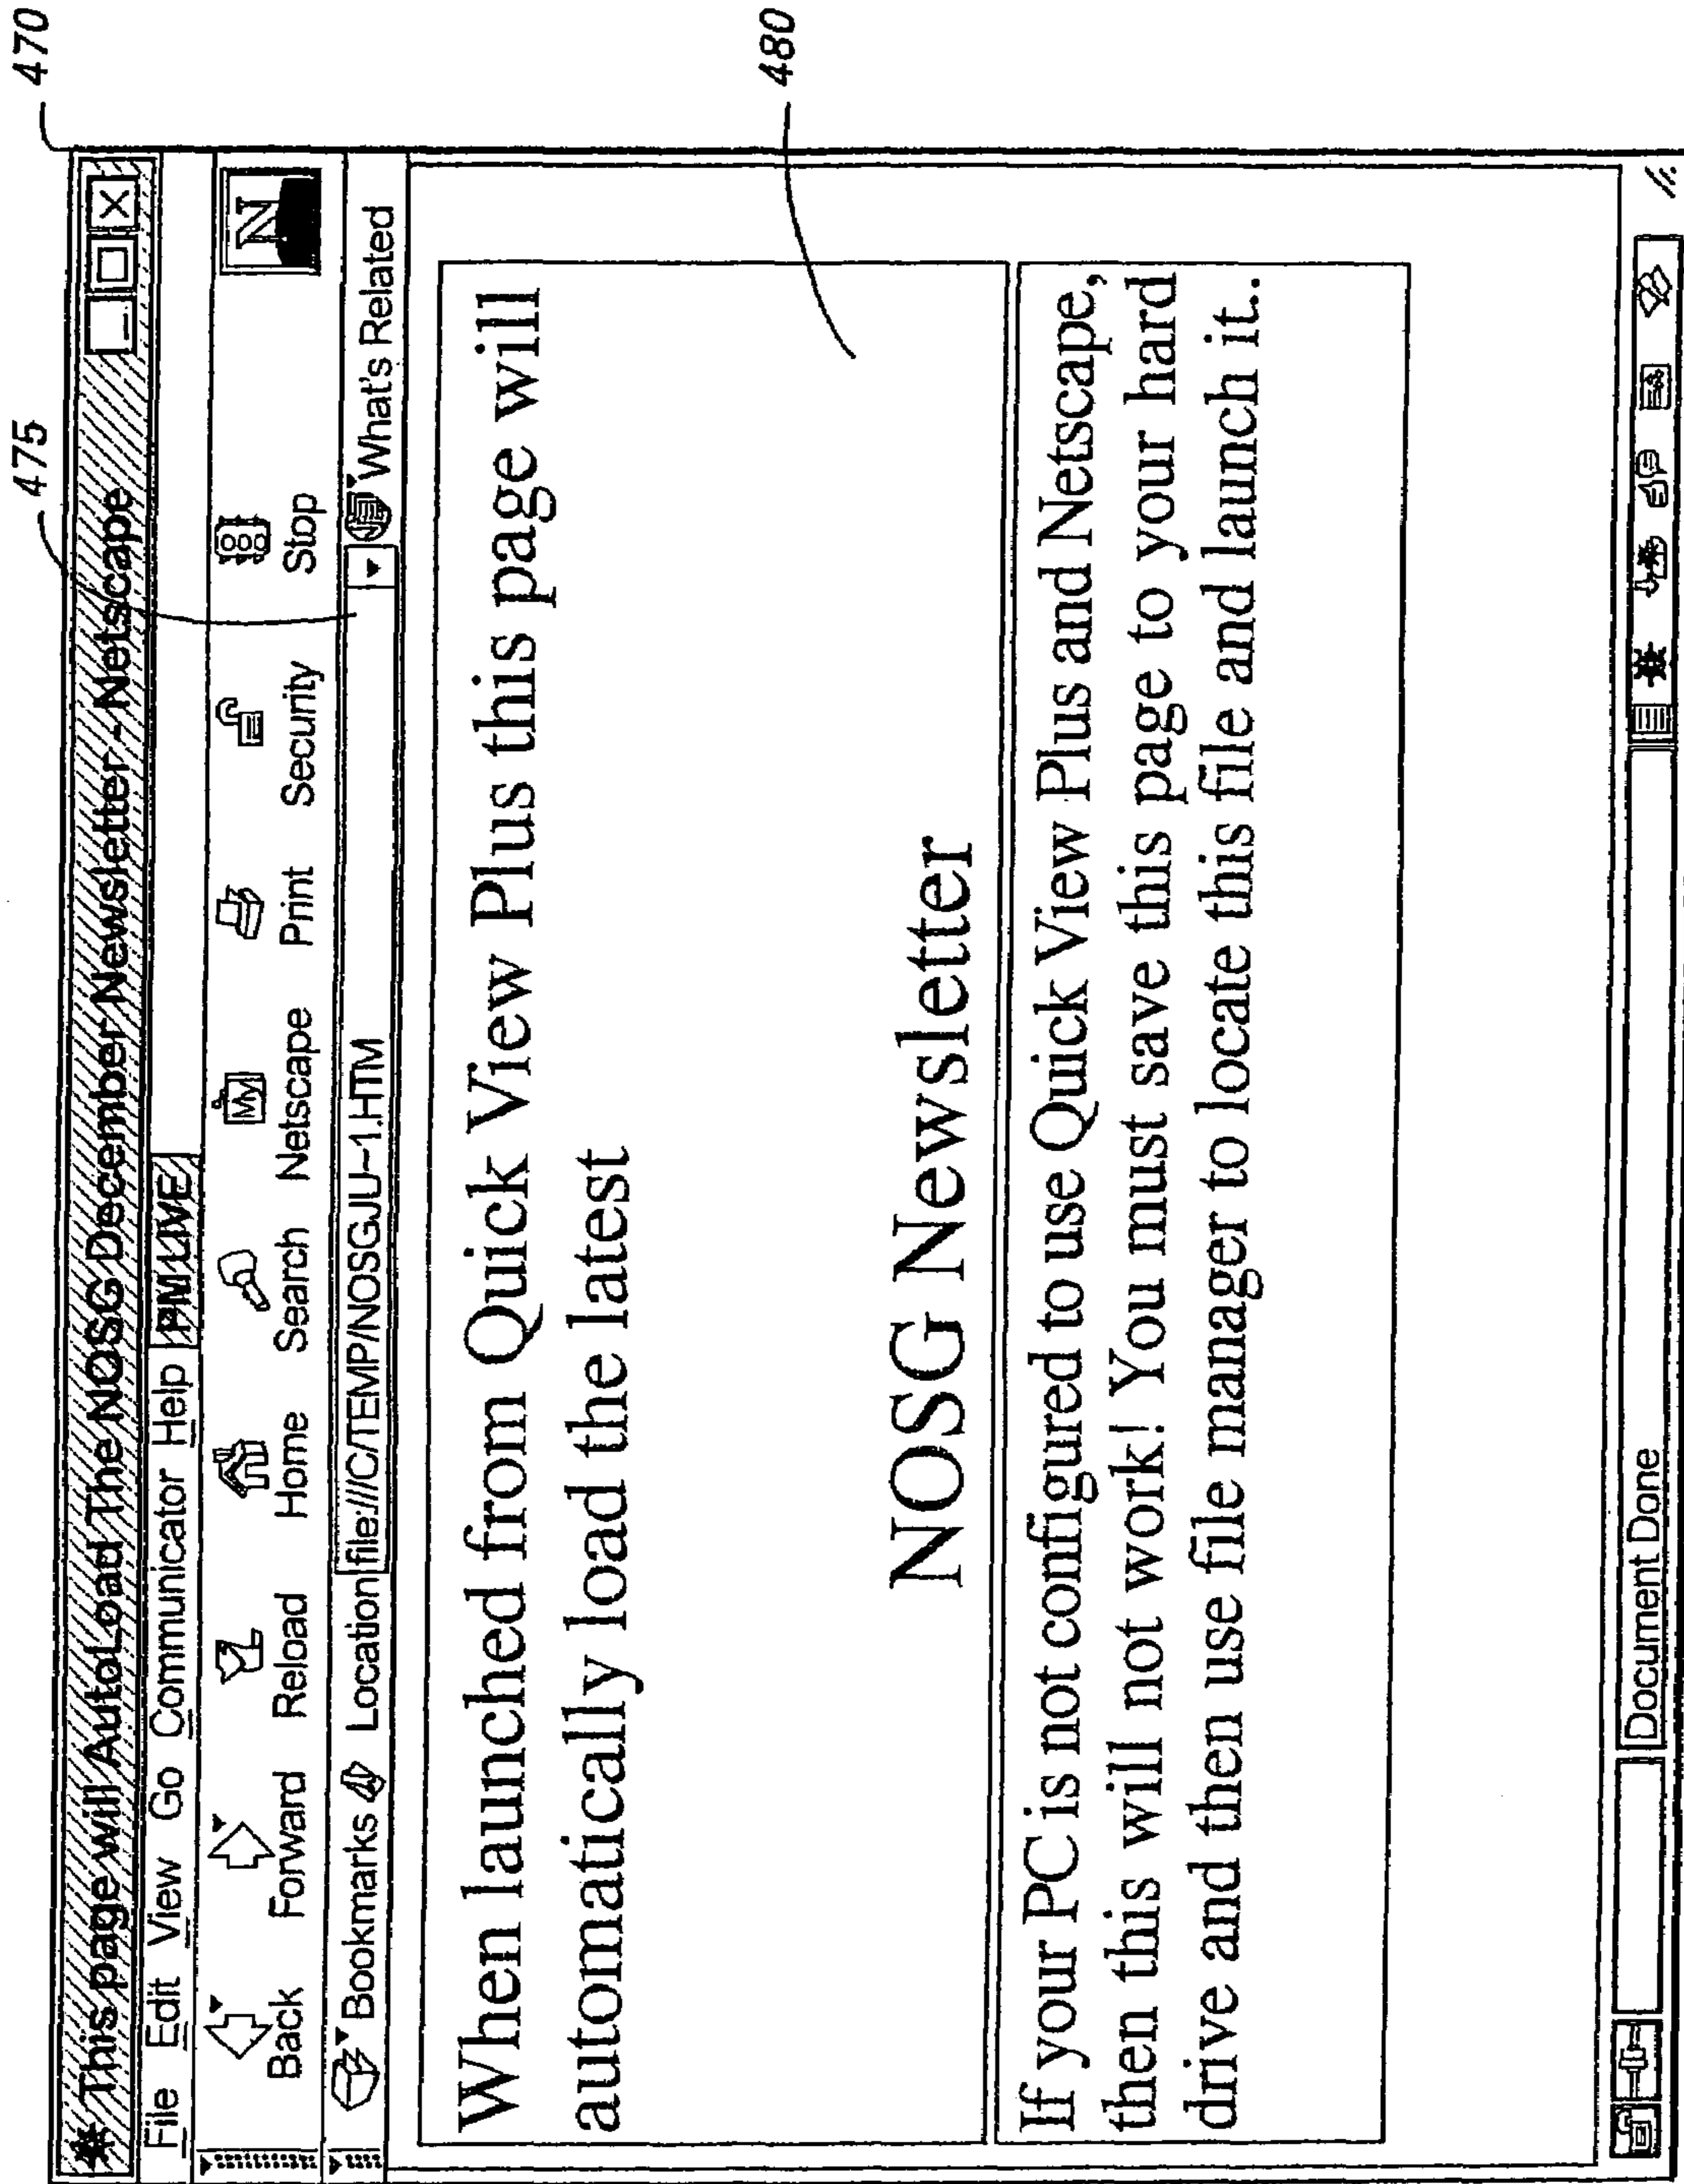 470
475
This page will AutoLoad The NOSG December Newsletter - Netscape
File Edit View Go Communicator Help PM LIVE
My N
Back Forward Reload Home Search Netscape Print Security Stop
Bookmarks Location file:///C/TEMP/NOSGJU~1.HTM What's Related
480
When launched from Quick View Plus this page will
automatically load the latest
NOSG Newsletter
If your PC is not configured to use Quick View Plus and Netscape,
then this will not work! You must save this page to your hard
drive and then use file manager to locate this file and launch it..
Document Done